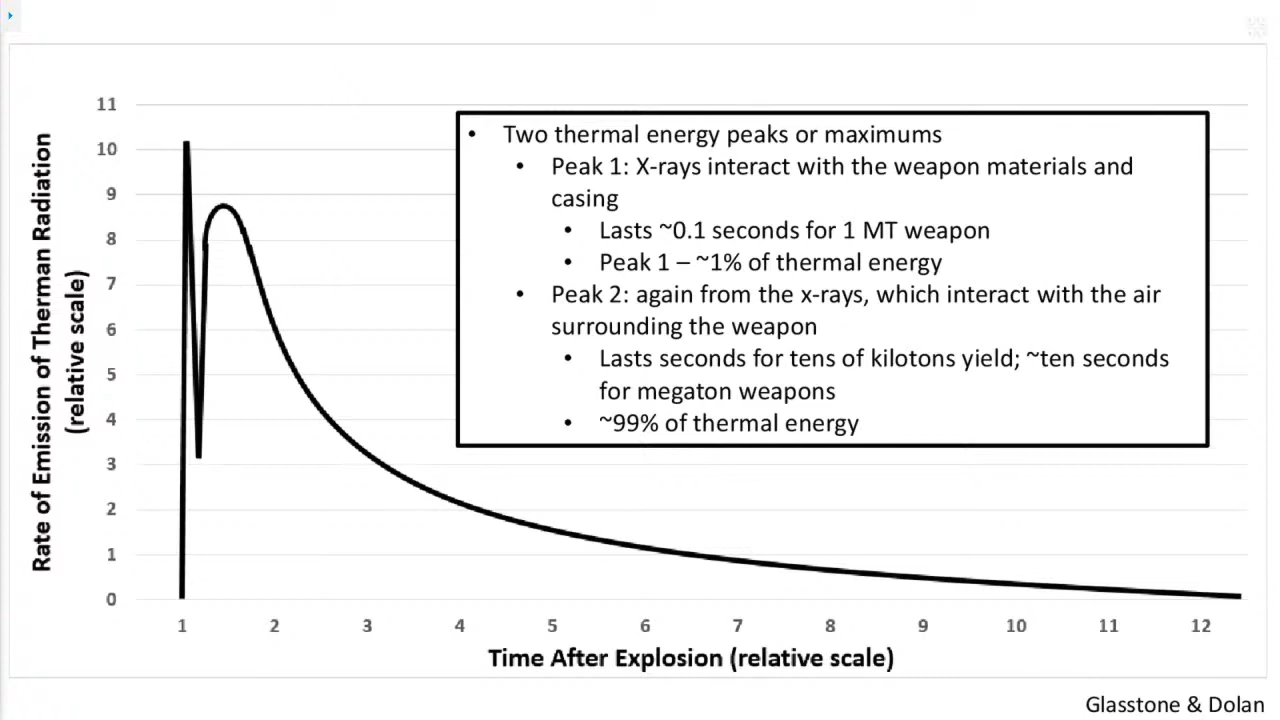 Rate of Emission of Therman Radiation
(relative scale)
11
10
9
8
7
6
5
4
3
2
1
0
• Two thermal energy peaks or maximums
• Peak 1: X-rays interact with the weapon materials and
casing
• Lasts ~0.1 seconds for 1 MT weapon
• Peak 1 – ~1% of thermal energy
• Peak 2: again from the x-rays, which interact with the air
surrounding the weapon
• Lasts seconds for tens of kilotons yield; ~ten seconds
for megaton weapons
• ~99% of thermal energy
1 2 3 4 5 6 7 8 9 10 11 12
Time After Explosion (relative scale)
Glasstone & Dolan